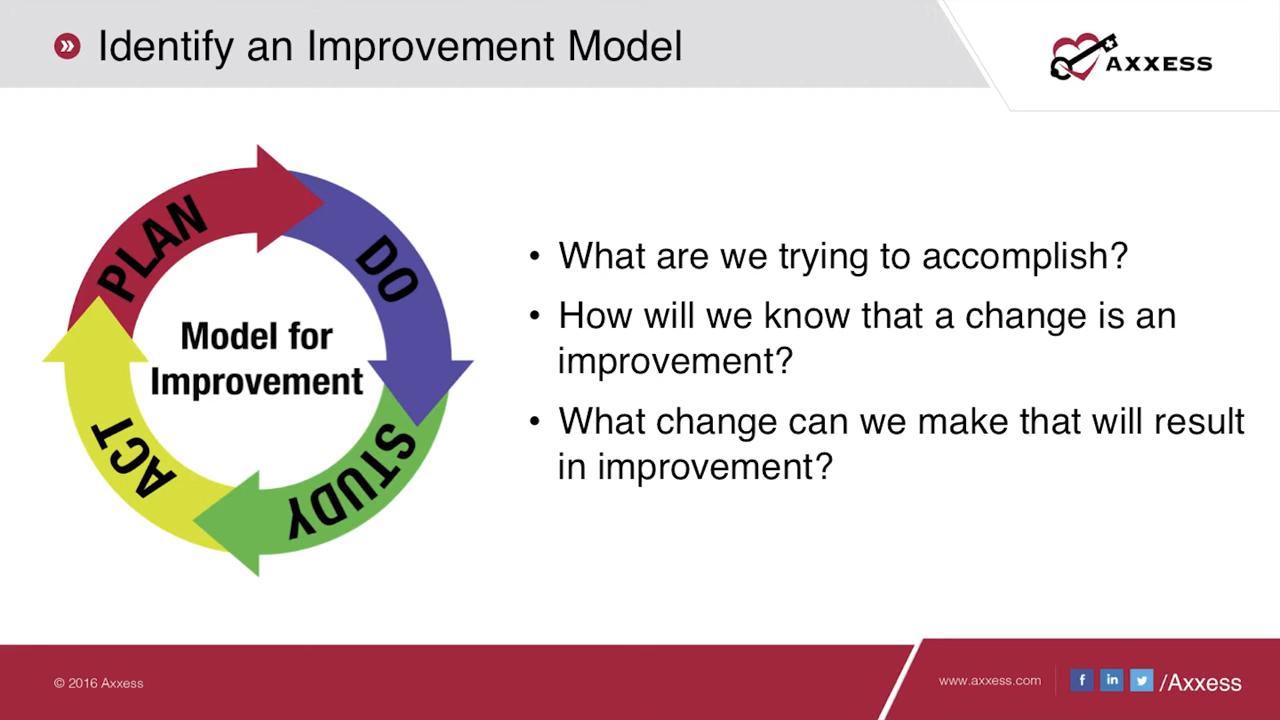 Identify an Improvement Model
AXXESS
PLAN
DO
STUDY
ACT
Model for
Improvement
• What are we trying to accomplish?
• How will we know that a change is an
improvement?
• What change can we make that will result
in improvement?
© 2016 Axxess
www.axxess.com
/Axxess